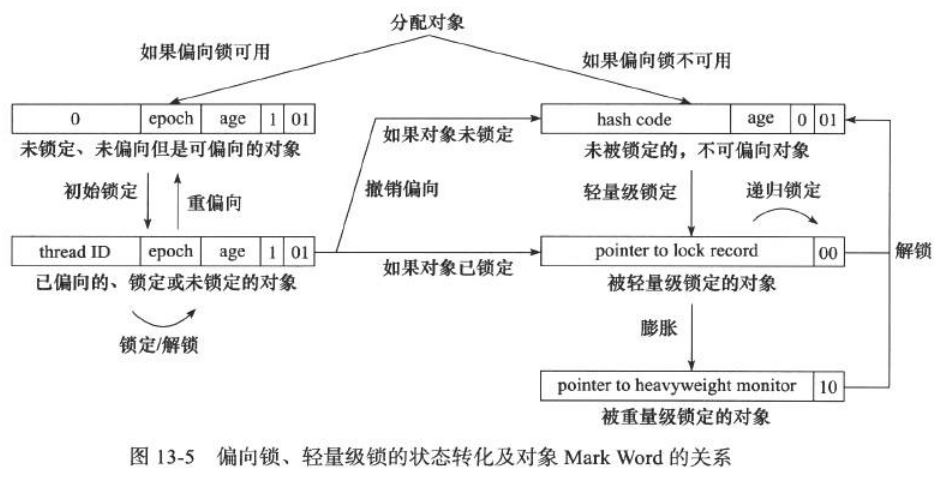 分配对象
如果偏向锁可用
如果偏向锁不可用
0 epoch age 1 01
未锁定、未偏向但是可偏向的对象
hash code age 0 01
未被锁定的，不可偏向对象
如果对象未锁定
初始锁定
重偏向
撤销偏向
轻量级锁定
递归锁定
thread ID epoch age 1 01
已偏向的、锁定或未锁定的对象
如果对象已锁定
pointer to lock record 00
被轻量级锁定的对象
解锁
锁定/解锁
膨胀
pointer to heavyweight monitor 10
被重量级锁定的对象
图 13-5 偏向锁、轻量级锁的状态转化及对象 Mark Word 的关系